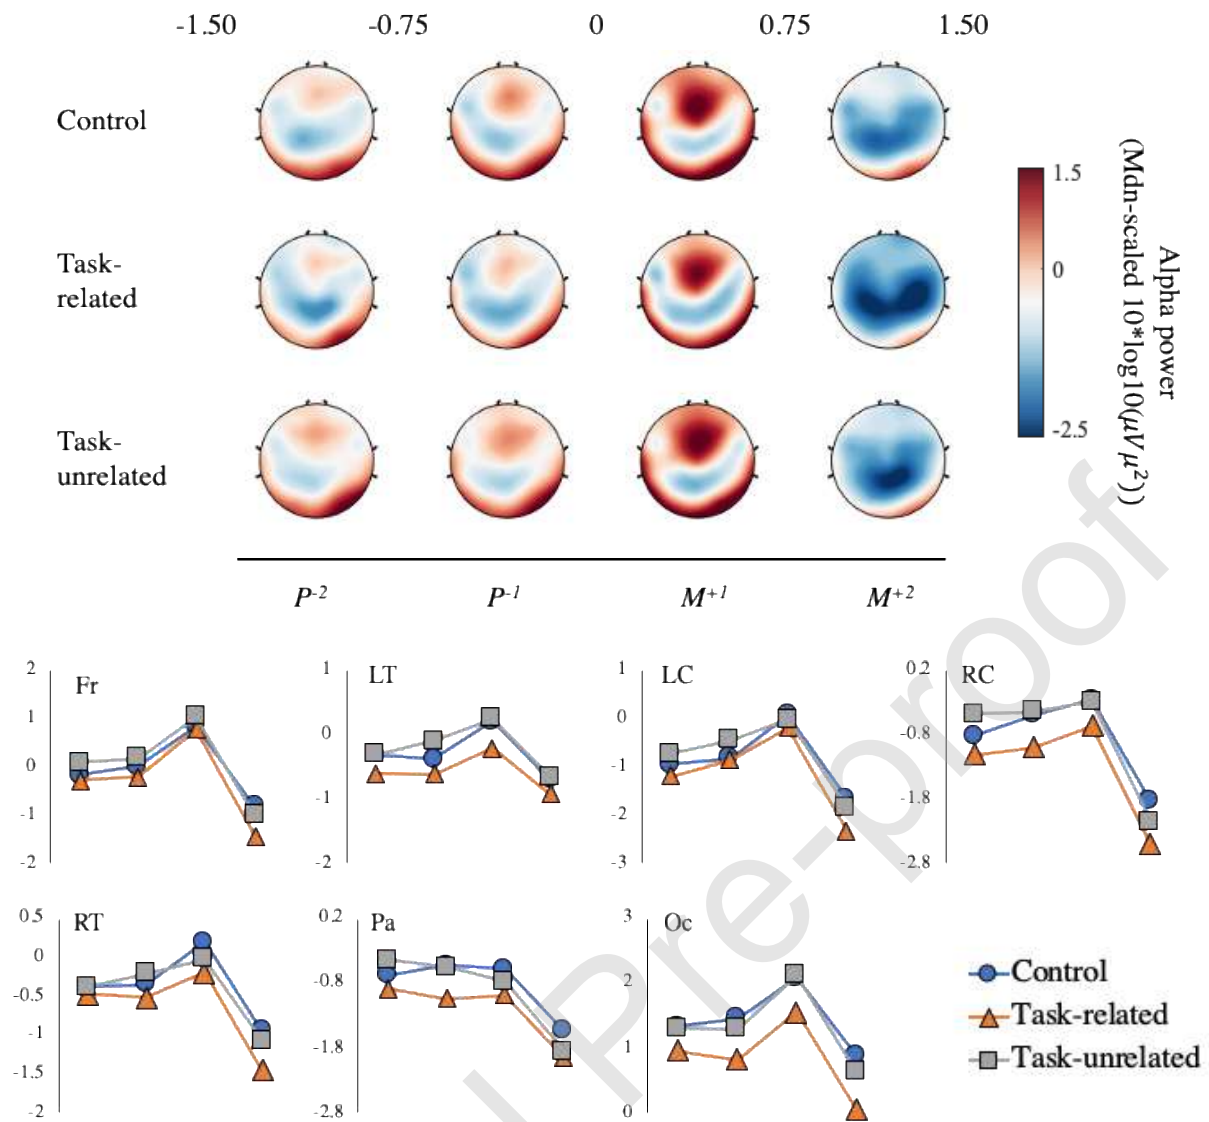 -1.50 -0.75 0 0.75 1.50
Control
Task-
related
Task-
unrelated
1.5
0
-2.5
Alpha power
(Mdn-scaled 10*log10(μVμ²))
P-2 P-1 M+1 M+2
Fr
2
1
0
-1
-2
LT
1
0
-1
-2
LC
1
0
-1
-2
-3
RC
0.2
-0.8
-1.8
-2.8
RT
0.5
0
-0.5
-1
-1.5
-2
Pa
0.2
-0.8
-1.8
-2.8
Oc
3
2
1
0
Control
Task-related
Task-unrelated
Pre-proof